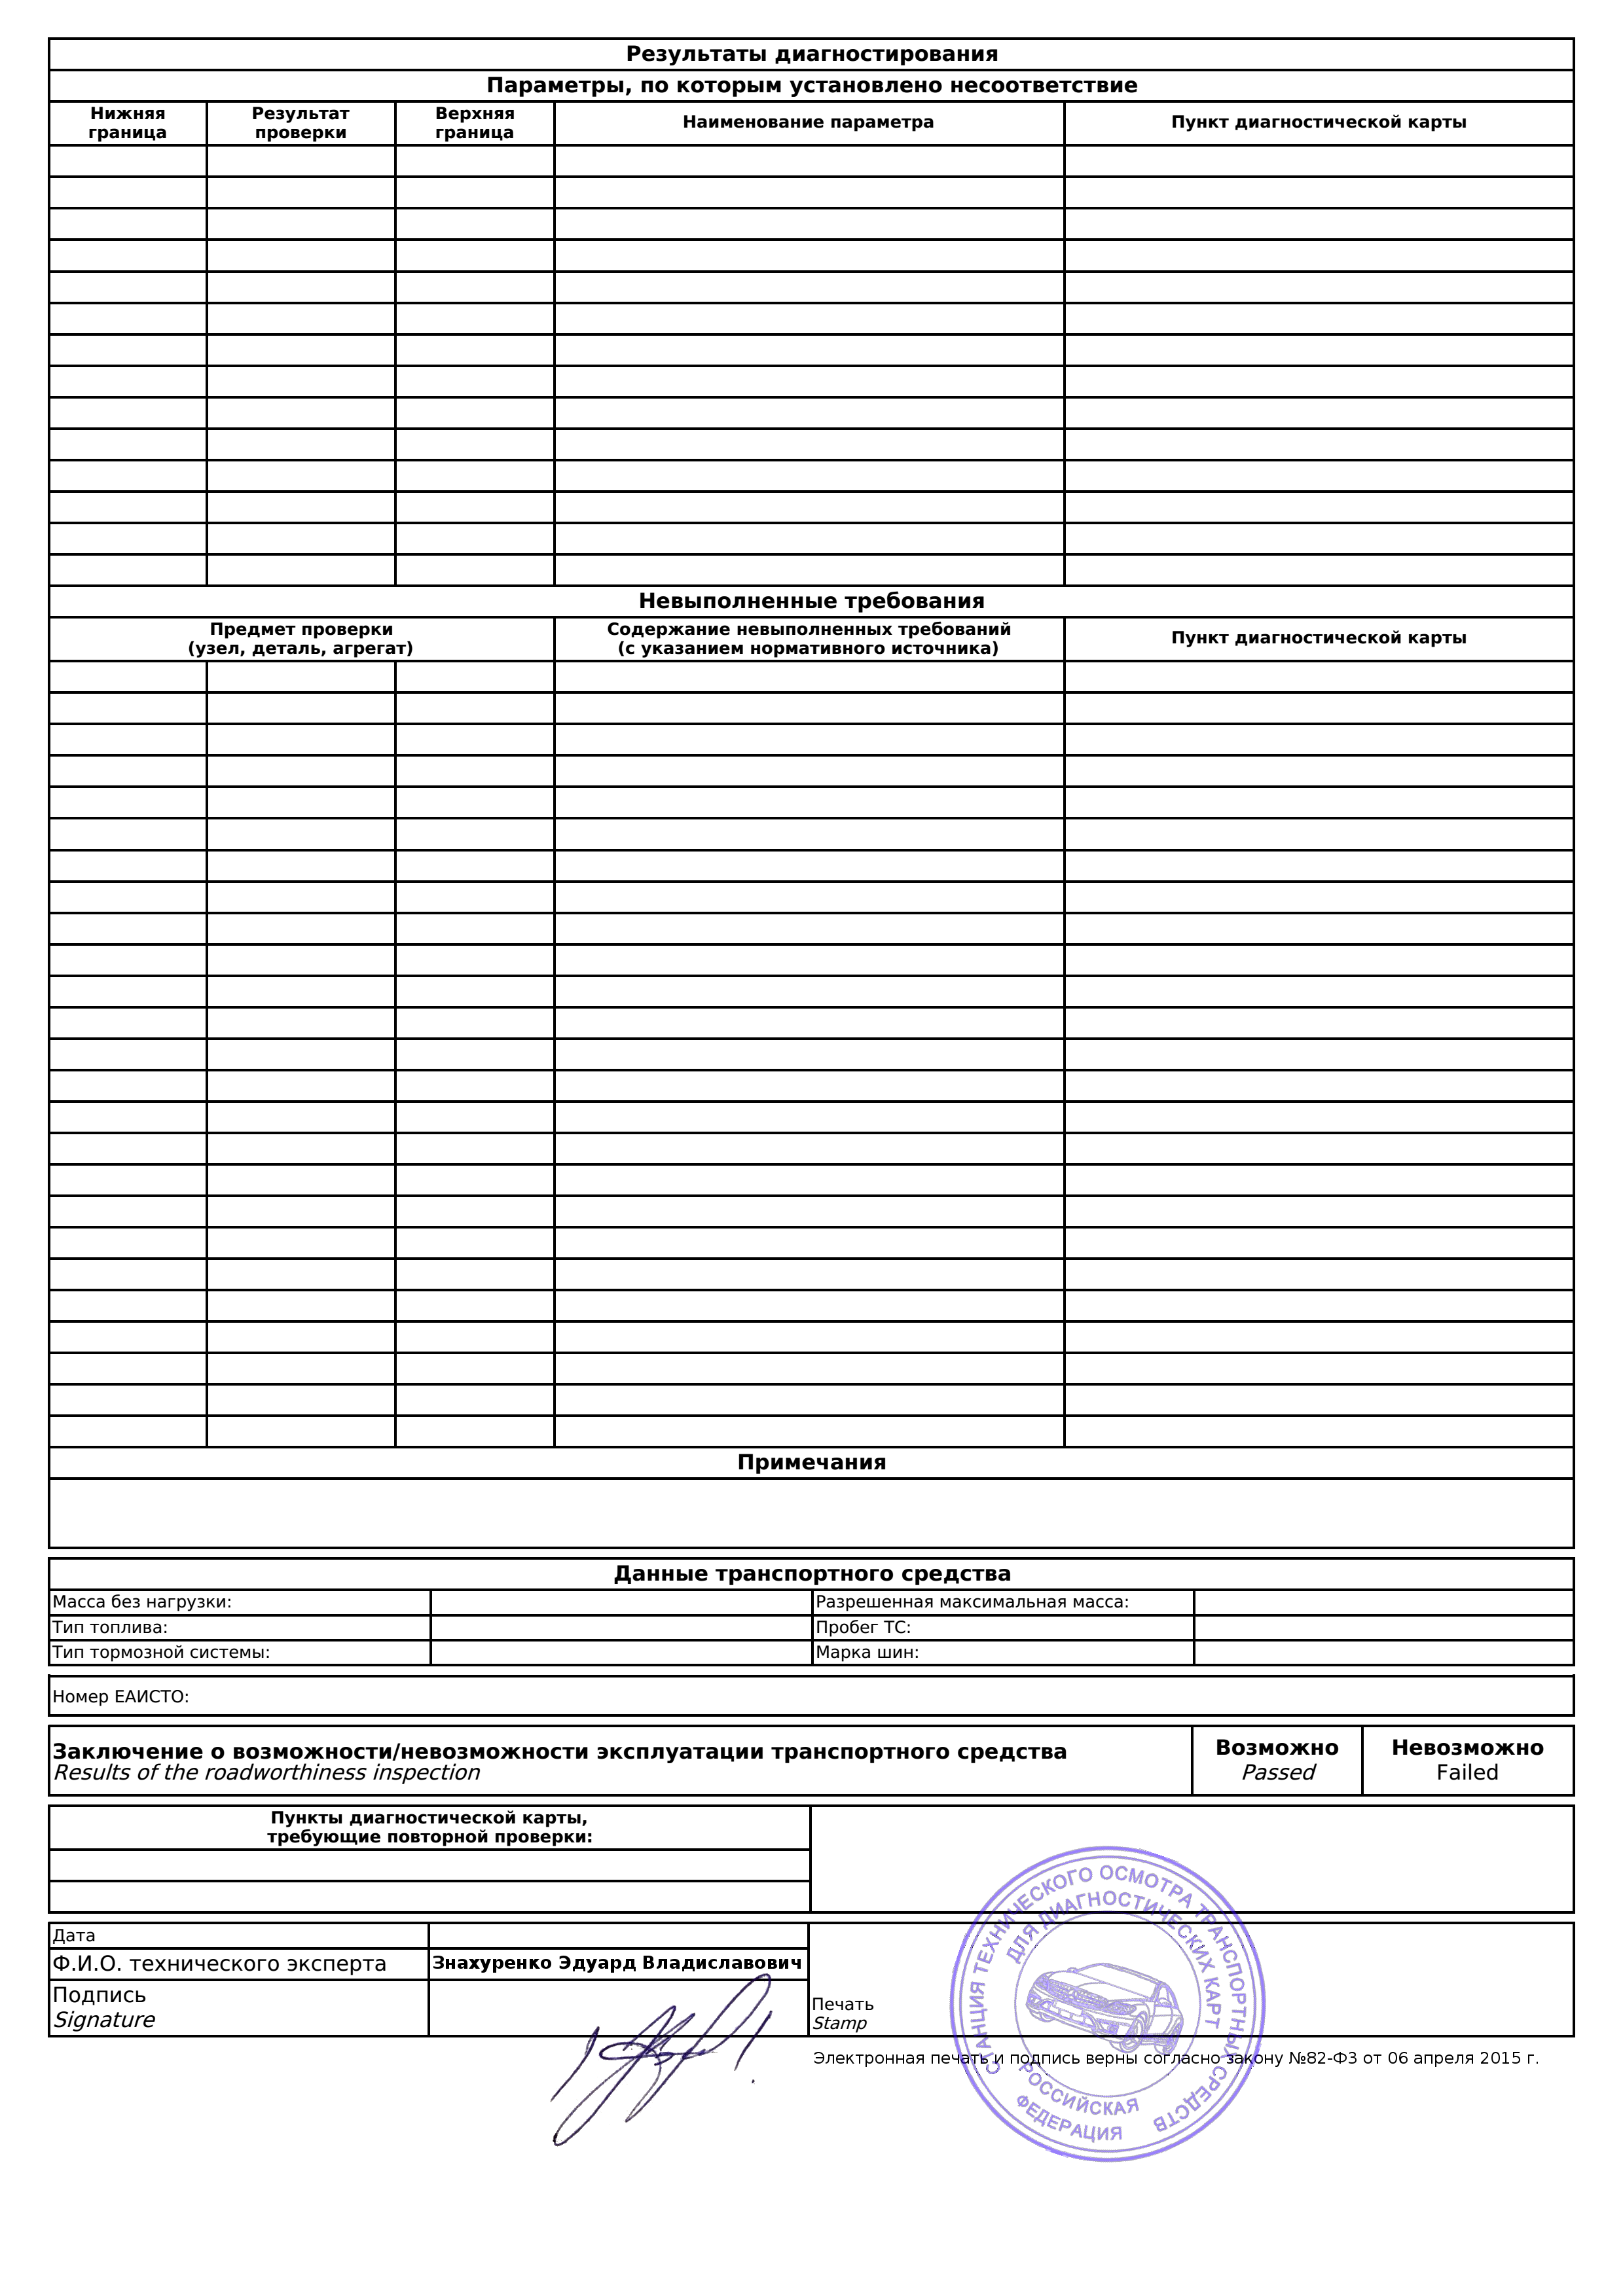 Результаты диагностирования
Параметры, по которым установлено несоответствие
Нижняя граница
Результат проверки
Верхняя граница
Наименование параметра
Пункт диагностической карты
Невыполненные требования
Предмет проверки
(узел, деталь, агрегат)
Содержание невыполненных требований
(с указанием нормативного источника)
Пункт диагностической карты
Примечания
Данные транспортного средства
Масса без нагрузки:
Разрешенная максимальная масса:
Тип топлива:
Пробег ТС:
Тип тормозной системы:
Марка шин:
Номер ЕАИСТО:
Заключение о возможности/невозможности эксплуатации транспортного средства
Results of the roadworthiness inspection
Возможно
Passed
Невозможно
Failed
Пункты диагностической карты,
требующие повторной проверки:
Дата
Ф.И.О. технического эксперта
Знахуренко Эдуард Владиславович
Подпись
Signature
Печать
Stamp
СТАНЦИЯ ТЕХНИЧЕСКОГО ОСМОТРА ТРАНСПОРТНЫХ СРЕДСТВ
ДЛЯ ДИАГНОСТИЧЕСКИХ КАРТ
РОССИЙСКАЯ
ФЕДЕРАЦИЯ
Электронная печать и подпись верны согласно закону №82-ФЗ от 06 апреля 2015 г.